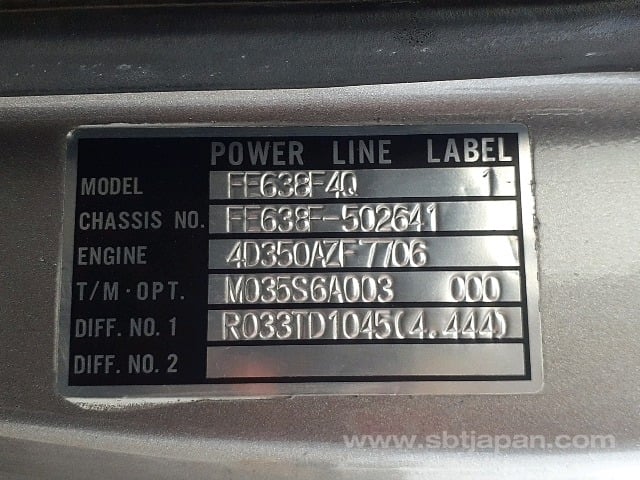 POWER LINE LABEL
MODEL FE638F4Q 1
CHASSIS NO. FE638F-502641
ENGINE 4D350AZF7706
T/M·OPT. M035S6A003 000
DIFF. NO. 1 R033TD1045(4.444)
DIFF. NO. 2
www.sbtjapan.com